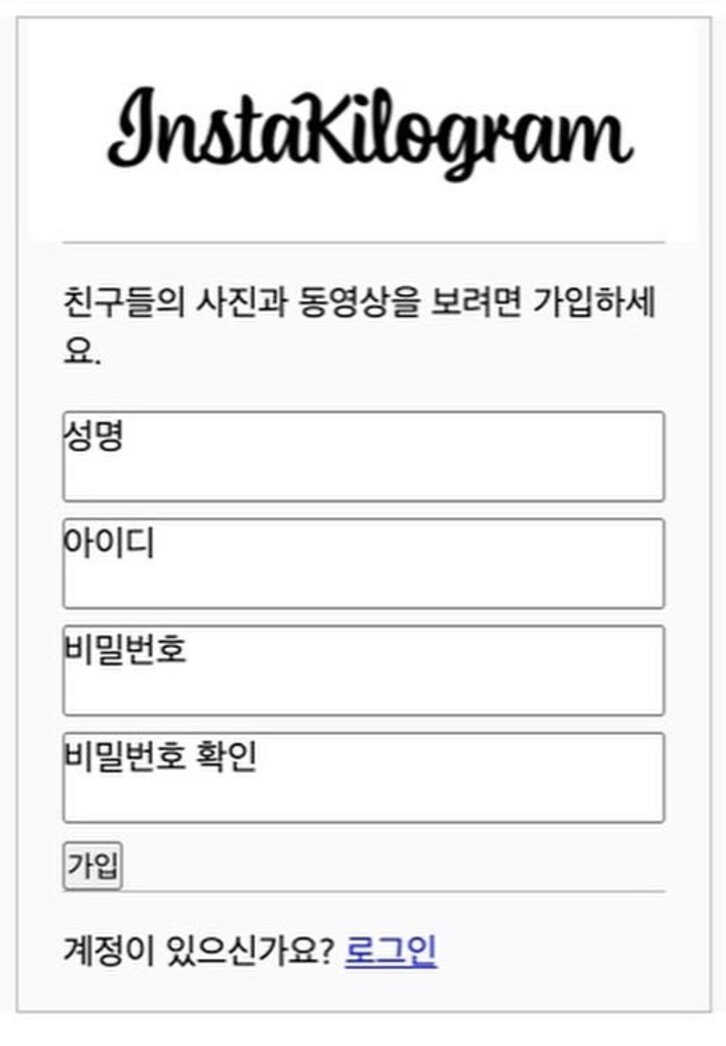 InstaKilogram
친구들의 사진과 동영상을 보려면 가입하세
요.
성명
아이디
비밀번호
비밀번호 확인
가입
계정이 있으신가요? 로그인